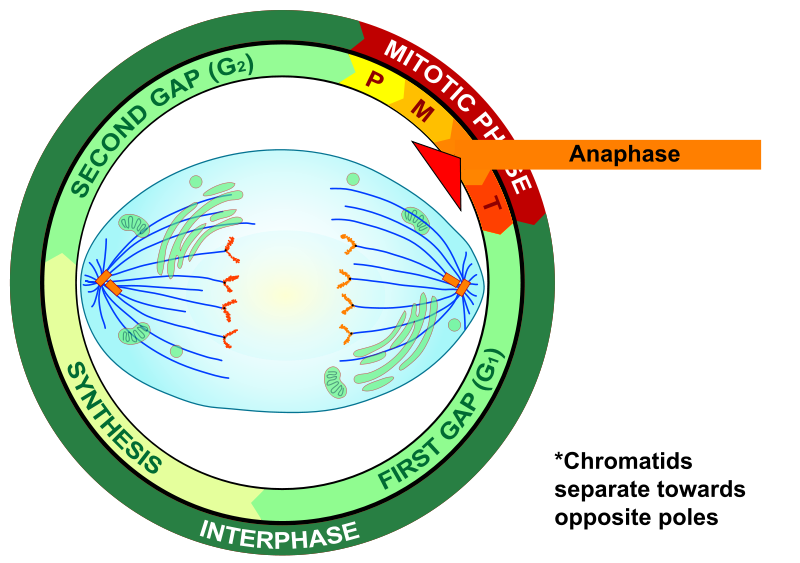 SECOND GAP (G₂)
P
M
MITOTIC PHASE
Anaphase
T
SYNTHESIS
FIRST GAP (G₁)
INTERPHASE
*Chromatids
separate towards
opposite poles